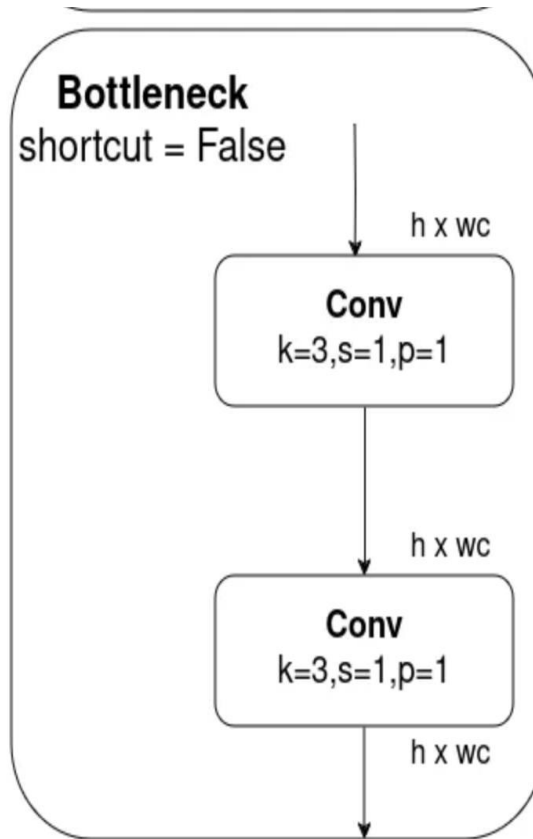 Bottleneck
shortcut = False
h x wc
Conv
k=3,s=1,p=1
h x wc
Conv
k=3,s=1,p=1
h x wc